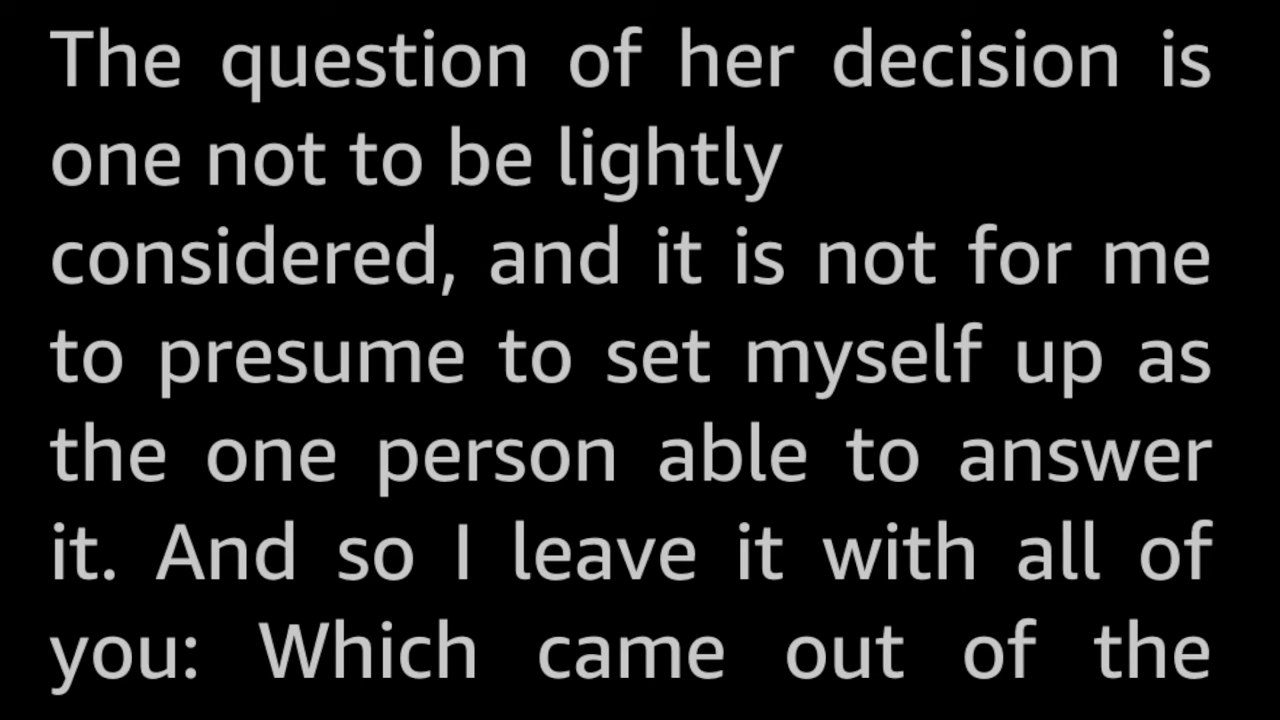 The question of her decision is
one not to be lightly
considered, and it is not for me
to presume to set myself up as
the one person able to answer
it. And so I leave it with all of
you: Which came out of the